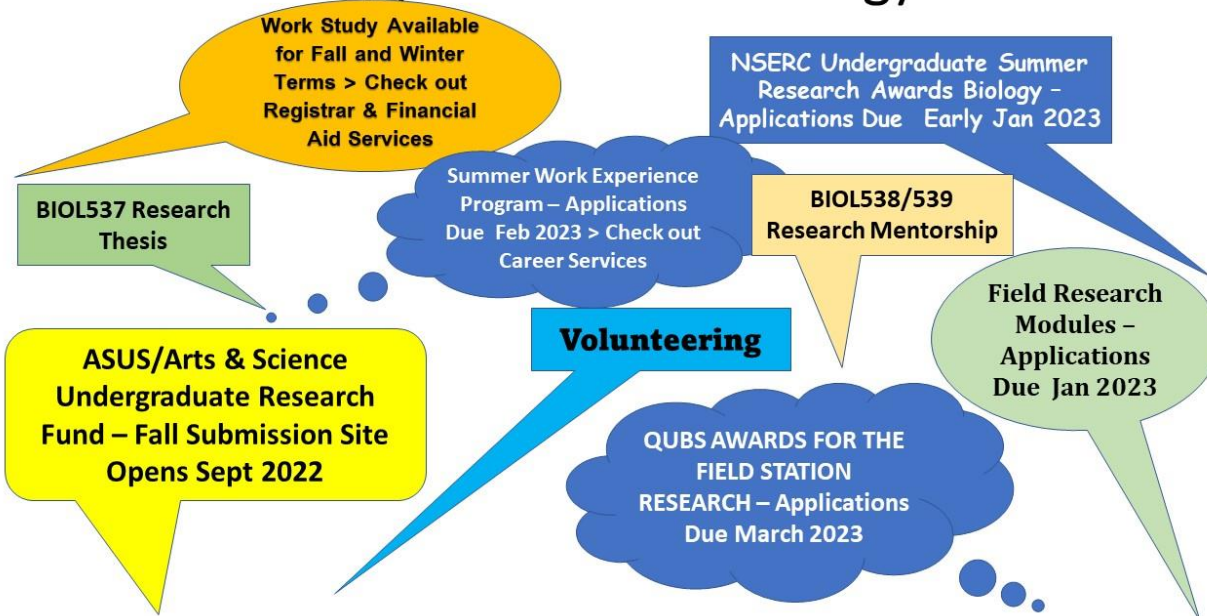 Work Study Available
for Fall and Winter
Terms > Check out
Registrar & Financial
Aid Services
NSERC Undergraduate Summer
Research Awards Biology –
Applications Due Early Jan 2023
Summer Work Experience
Program – Applications
Due Feb 2023 > Check out
Career Services
BIOL537 Research
Thesis
BIOL538/539
Research Mentorship
Field Research
Modules –
Applications
Due Jan 2023
Volunteering
ASUS/Arts & Science
Undergraduate Research
Fund – Fall Submission Site
Opens Sept 2022
QUBS AWARDS FOR THE
FIELD STATION
RESEARCH – Applications
Due March 2023